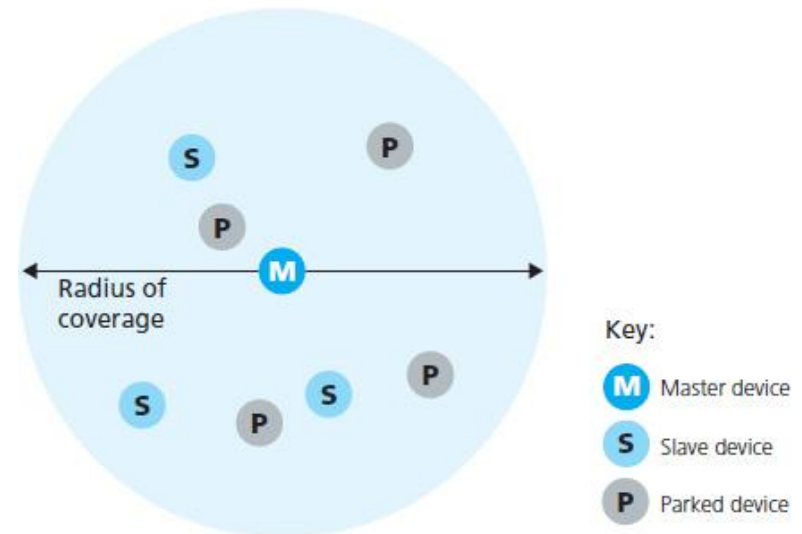 S
P
P
M
Radius of
coverage
P
S
S
P
Key:
M Master device
S Slave device
P Parked device